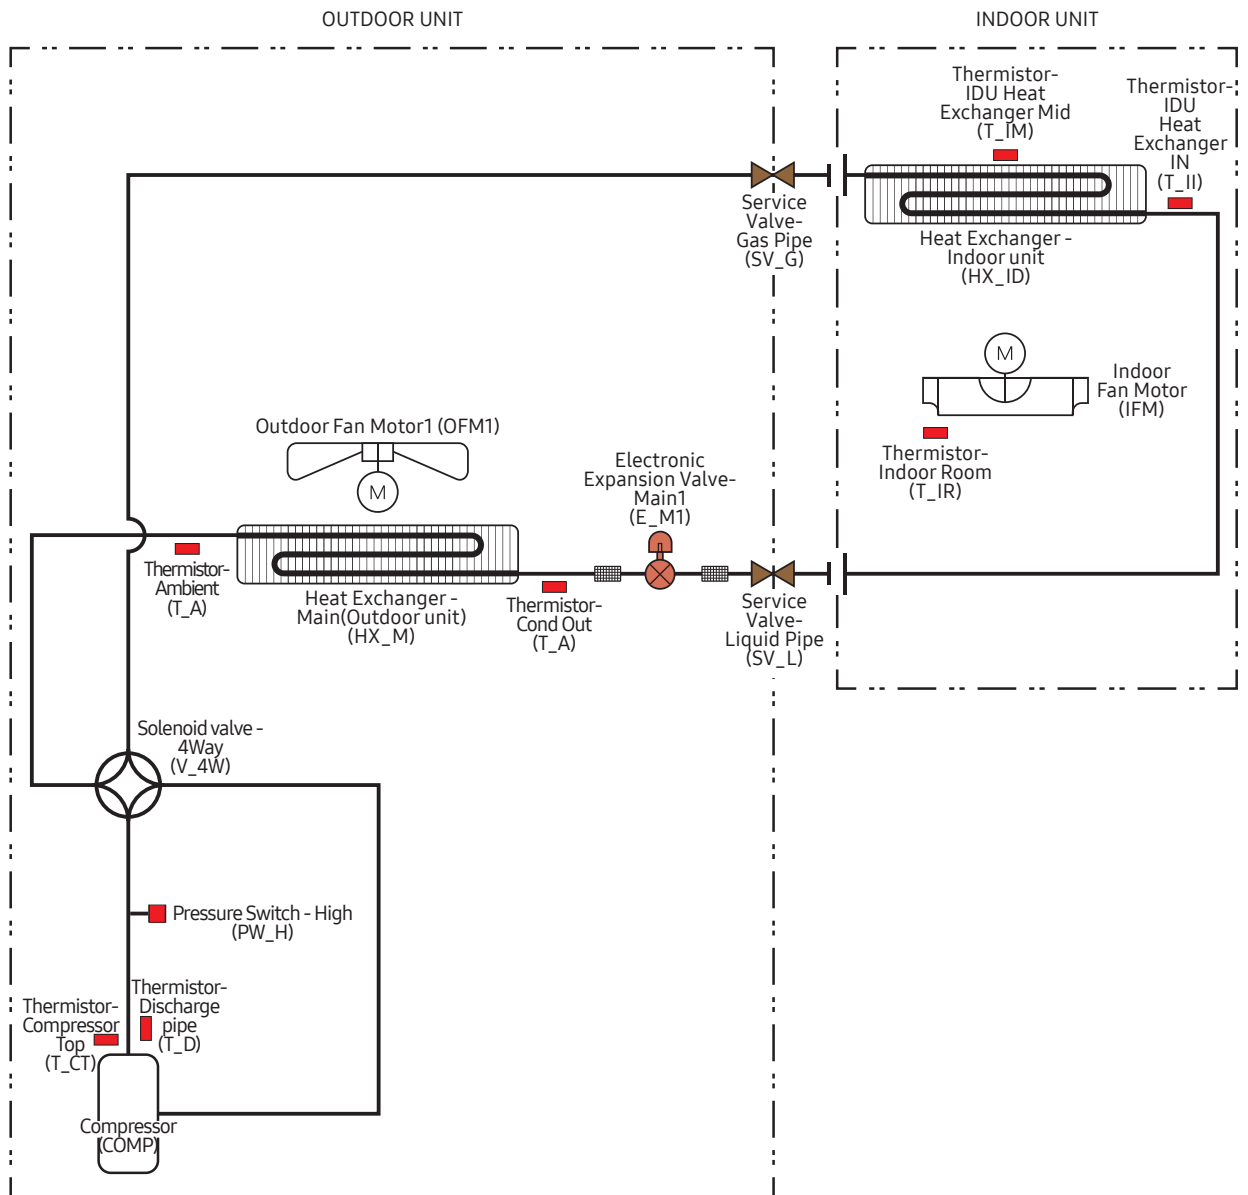 OUTDOOR UNIT
INDOOR UNIT
Thermistor-
IDU Heat
Exchanger Mid
(T_IM)
Thermistor-
IDU
Heat
Exchanger
IN
(T_II)
Service
Valve-
Gas Pipe
(SV_G)
Heat Exchanger -
Indoor unit
(HX_ID)
M
Indoor
Fan Motor
(IFM)
Thermistor-
Indoor Room
(T_IR)
Outdoor Fan Motor1 (OFM1)
M
Electronic
Expansion Valve-
Main1
(E_M1)
Thermistor-
Ambient
(T_A)
Heat Exchanger -
Main(Outdoor unit)
(HX_M)
Thermistor-
Cond Out
(T_A)
Service
Valve-
Liquid Pipe
(SV_L)
Solenoid valve -
4Way
(V_4W)
Pressure Switch - High
(PW_H)
Thermistor-
Discharge
pipe
(T_D)
Thermistor-
Compressor
Top
(T_CT)
Compressor
(COMP)